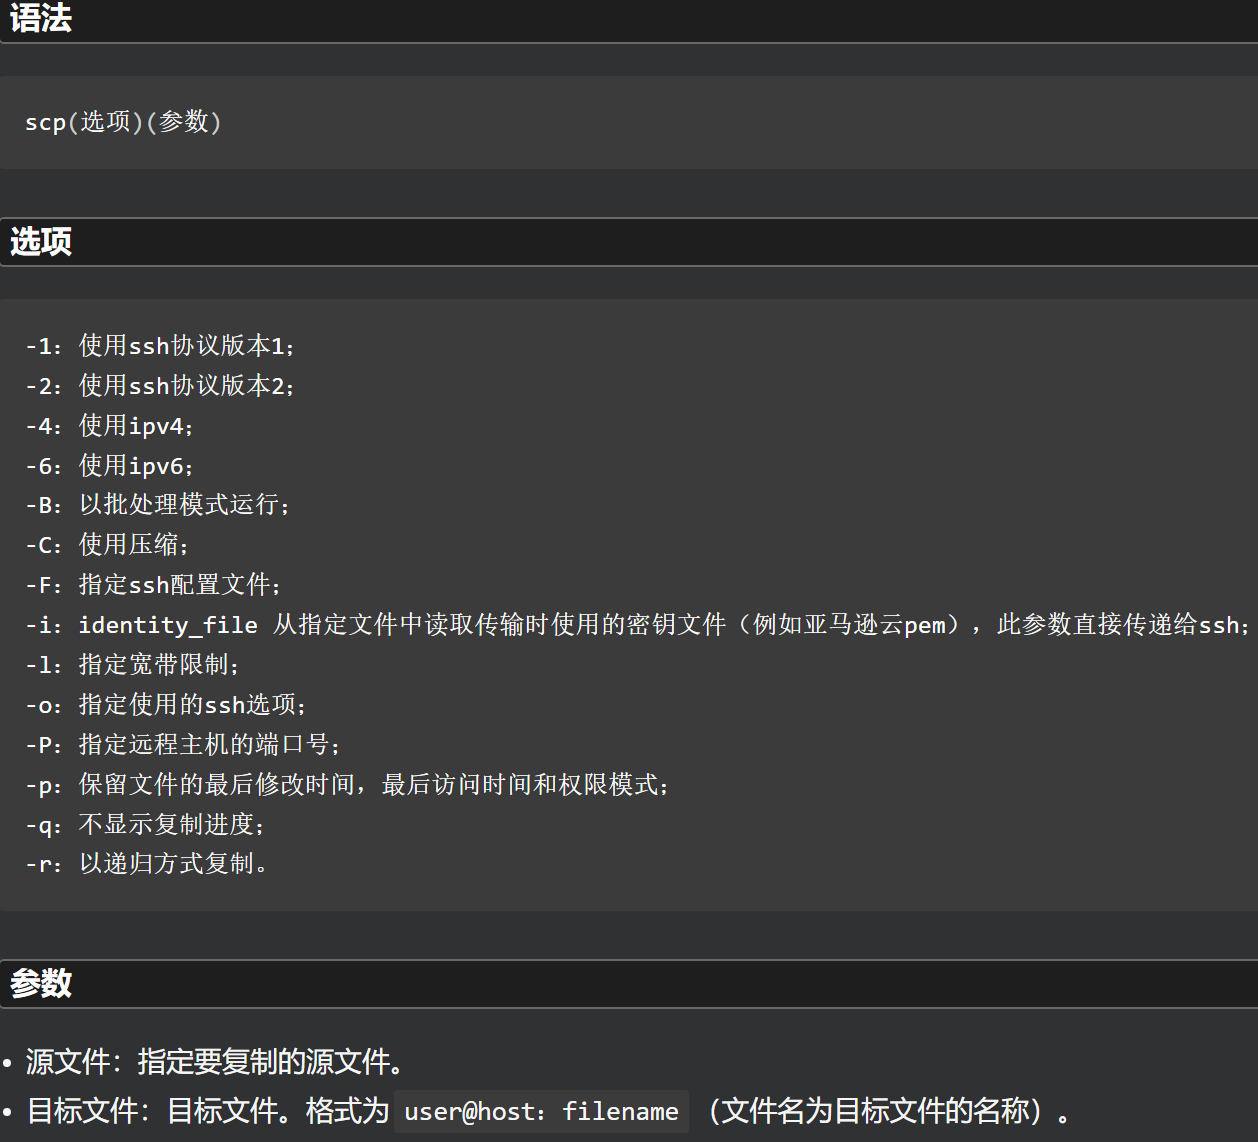 语法
scp(选项)(参数)
选项
-1：使用ssh协议版本1；
-2：使用ssh协议版本2；
-4：使用ipv4；
-6：使用ipv6；
-B：以批处理模式运行；
-C：使用压缩；
-F：指定ssh配置文件；
-i：identity_file 从指定文件中读取传输时使用的密钥文件（例如亚马逊云pem），此参数直接传递给ssh；
-l：指定宽带限制；
-o：指定使用的ssh选项；
-P：指定远程主机的端口号；
-p：保留文件的最后修改时间，最后访问时间和权限模式；
-q：不显示复制进度；
-r：以递归方式复制。
参数
• 源文件：指定要复制的源文件。
• 目标文件：目标文件。格式为 user@host：filename （文件名为目标文件的名称）。